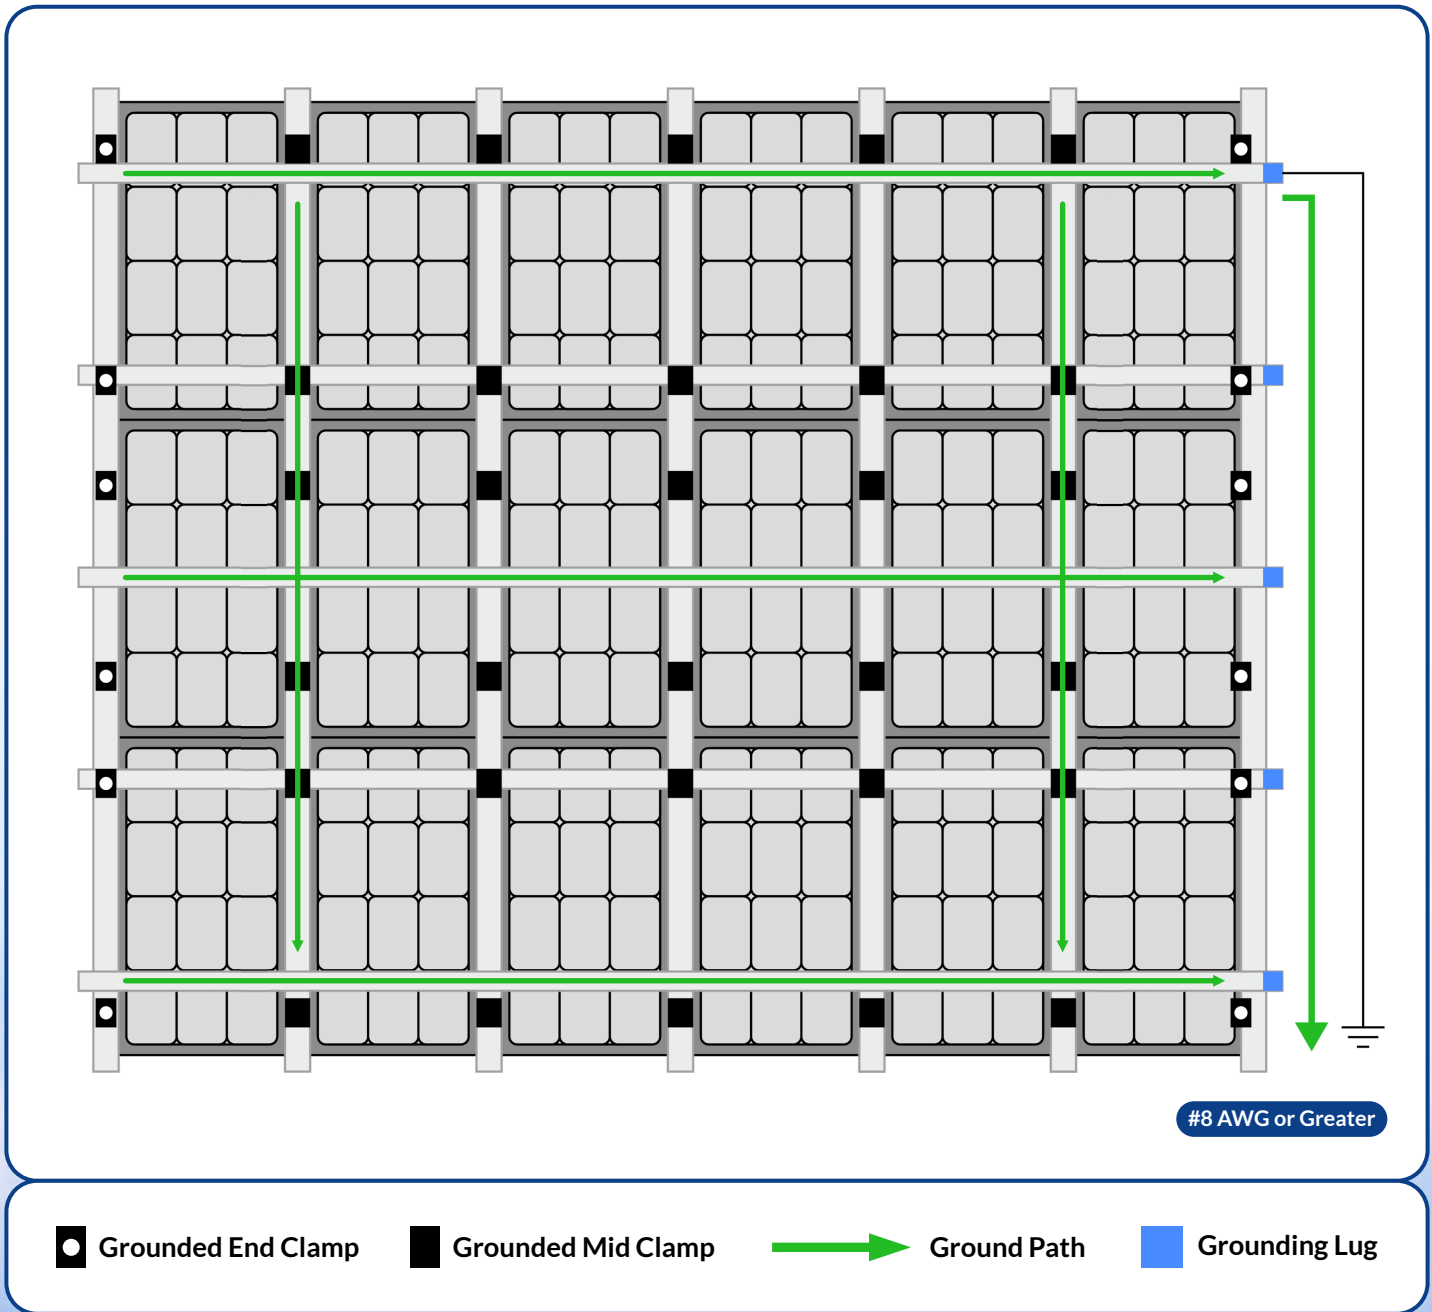 #8 AWG or Greater
Grounded End Clamp
Grounded Mid Clamp
Ground Path
Grounding Lug